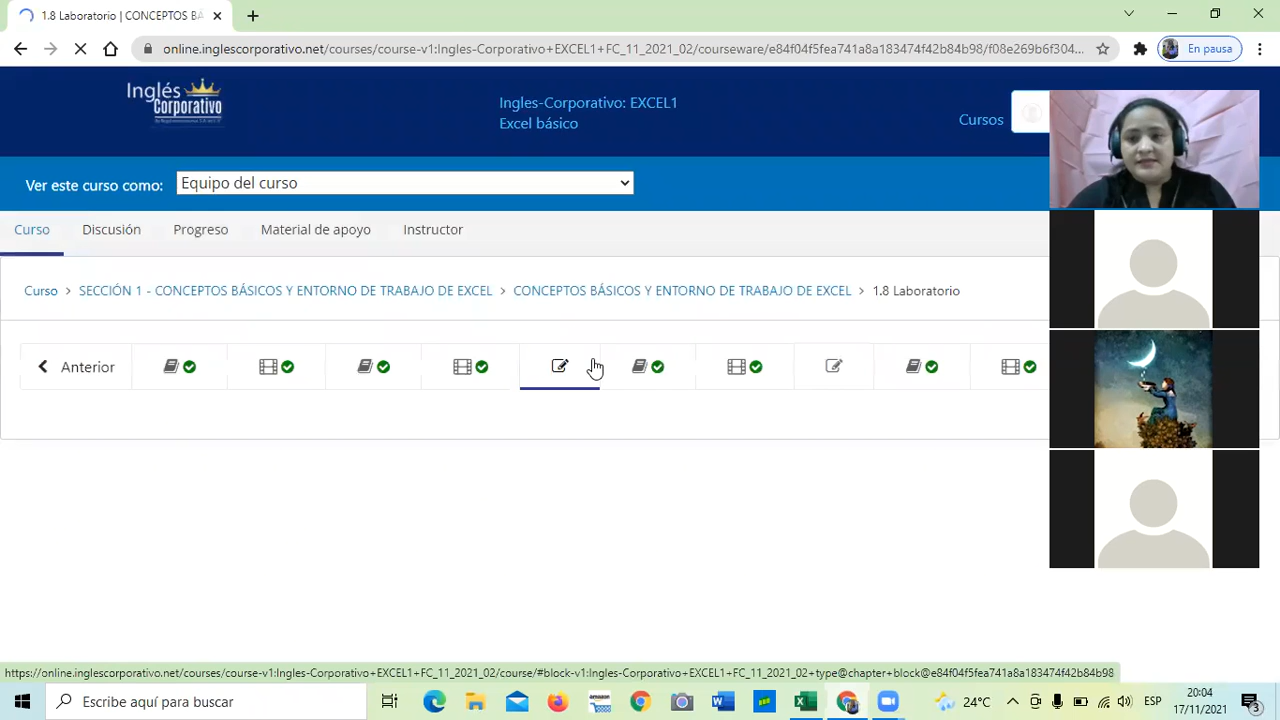 1.8 Laboratorio | CONCEPTOS BÁ
online.inglescorporativo.net/courses/course-v1:Ingles-Corporativo+EXCEL1+FC_11_2021_02/courseware/e84f04f5fea741a8a183474f42b84b98/f08e269b6f304...
En pausa
Inglés
Corporativo
Ingles-Corporativo: EXCEL1
Excel básico
Cursos
Ver este curso como:
Equipo del curso
Curso
Discusión
Progreso
Material de apoyo
Instructor
Curso > SECCIÓN 1 - CONCEPTOS BÁSICOS Y ENTORNO DE TRABAJO DE EXCEL > CONCEPTOS BÁSICOS Y ENTORNO DE TRABAJO DE EXCEL > 1.8 Laboratorio
Anterior
https://online.inglescorporativo.net/courses/course-v1:Ingles-Corporativo+EXCEL1+FC_11_2021_02/course/#block-v1:Ingles-Corporativo+EXCEL1+FC_11_2021_02+type@chapter+block@e84f04f5fea741a8a183474f42b84b98
Escribe aquí para buscar
24°C
ESP
20:04
17/11/2021
3